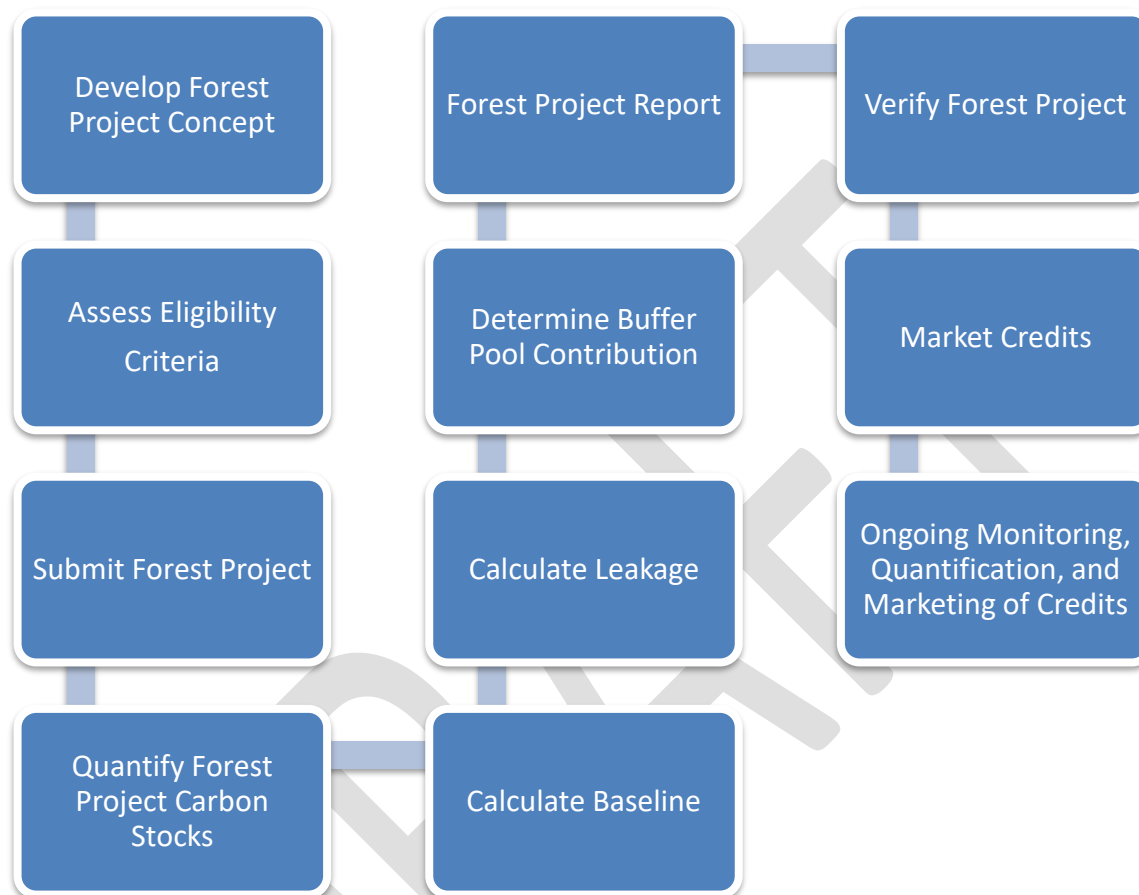 Develop Forest
Project Concept
Assess Eligibility
Criteria
Submit Forest Project
Quantify Forest
Project Carbon
Stocks
Calculate Baseline
Calculate Leakage
Determine Buffer
Pool Contribution
Forest Project Report
Verify Forest Project
Market Credits
Ongoing Monitoring,
Quantification, and
Marketing of Credits
DRAFT